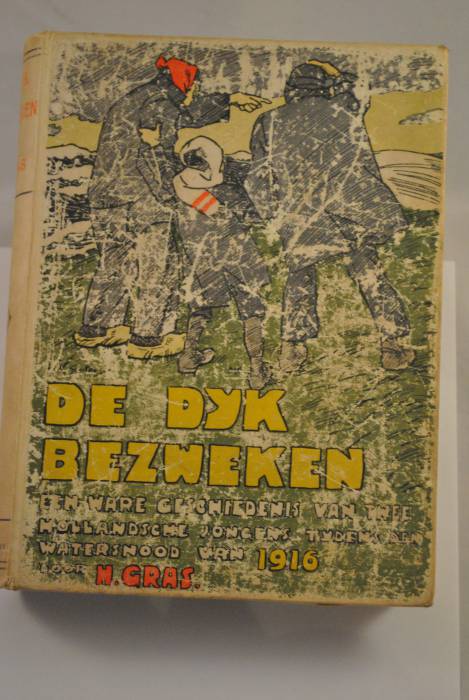 DE DYK
BEZWEKEN
EEN WARE GESCHIEDENIS VAN TWEE
HOLLANDSCHE JONGENS TYDENS DEN
WATERSNOOD VAN 1916
DOOR H. GRAS.